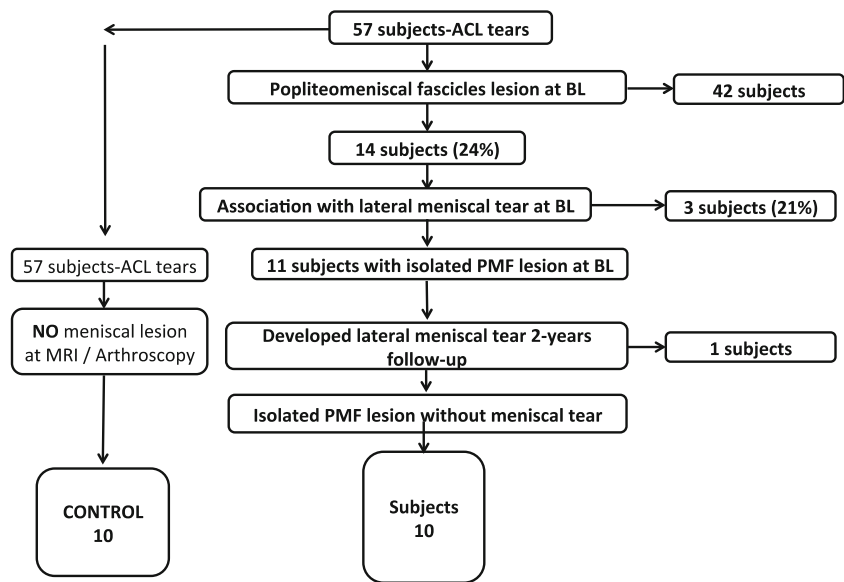 57 subjects-ACL tears
Popliteomeniscal fascicles lesion at BL
42 subjects
14 subjects (24%)
Association with lateral meniscal tear at BL
3 subjects (21%)
57 subjects-ACL tears
11 subjects with isolated PMF lesion at BL
NO meniscal lesion
at MRI / Arthroscopy
Developed lateral meniscal tear 2-years
follow-up
1 subjects
Isolated PMF lesion without meniscal tear
CONTROL
10
Subjects
10